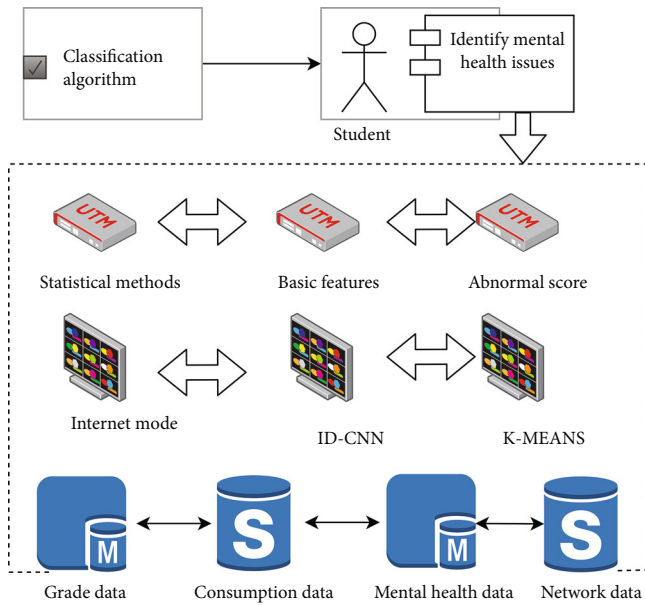 Classification
algorithm
Identify mental
health issues
Student
UTM UTM UTM
Statistical methods Basic features Abnormal score
Internet mode
ID-CNN K-MEANS
M S M S
Grade data Consumption data Mental health data Network data